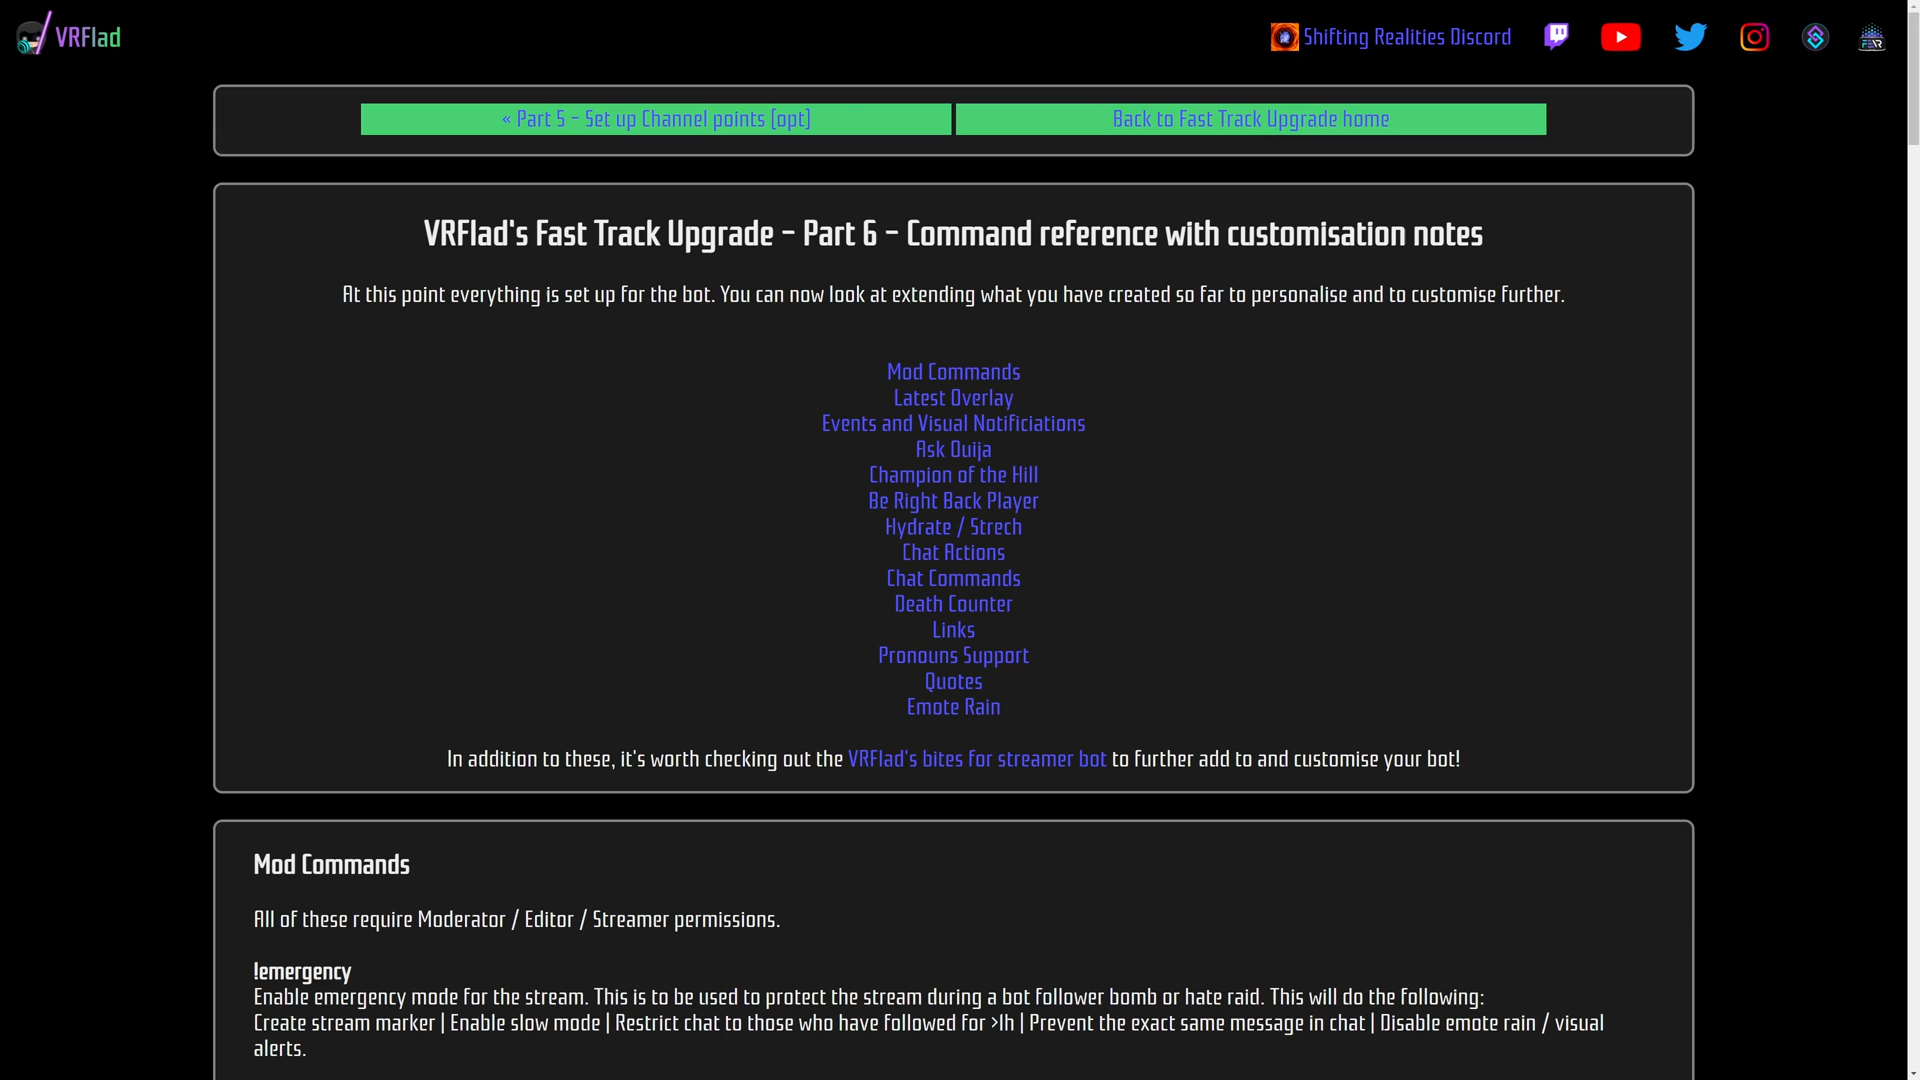 VRFlad
Shifting Realities Discord
« Part 5 - Set up Channel points [opt]
Back to Fast Track Upgrade home
VRFlad's Fast Track Upgrade - Part 6 - Command reference with customisation notes
At this point everything is set up for the bot. You can now look at extending what you have created so far to personalise and to customise further.
Mod Commands
Latest Overlay
Events and Visual Notificiations
Ask Ouija
Champion of the Hill
Be Right Back Player
Hydrate / Strech
Chat Actions
Chat Commands
Death Counter
Links
Pronouns Support
Quotes
Emote Rain
In addition to these, it's worth checking out the VRFlad's bites for streamer bot to further add to and customise your bot!
Mod Commands
All of these require Moderator / Editor / Streamer permissions.
!emergency
Enable emergency mode for the stream. This is to be used to protect the stream during a bot follower bomb or hate raid. This will do the following:
Create stream marker | Enable slow mode | Restrict chat to those who have followed for >1h | Prevent the exact same message in chat | Disable emote rain / visual
alerts.